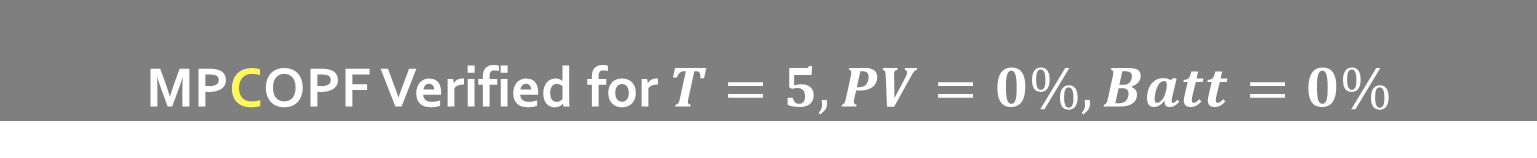 MPCOPF Verified for T = 5, PV = 0%, Batt = 0%